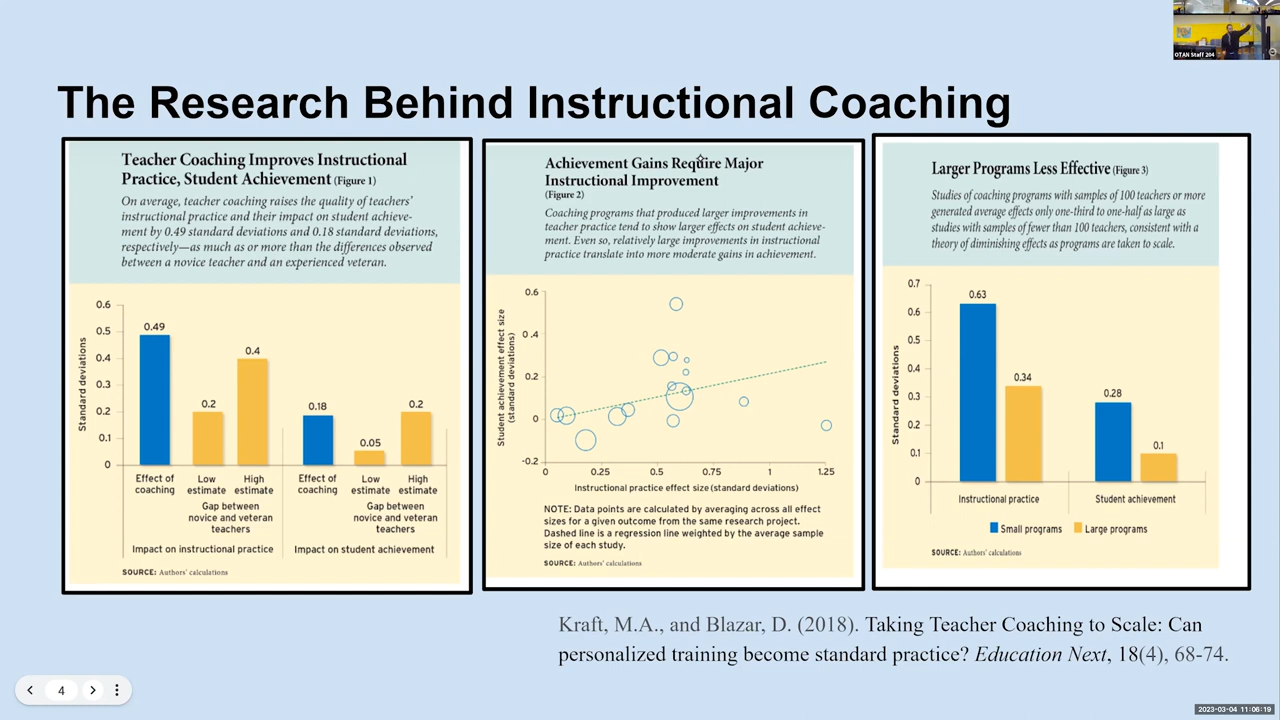 OTAN Staff 204
The Research Behind Instructional Coaching
Teacher Coaching Improves Instructional
Practice, Student Achievement (Figure 1)
On average, teacher coaching raises the quality of teachers'
instructional practice and their impact on student achieve-
ment by 0.49 standard deviations and 0.18 standard deviations,
respectively—as much as or more than the differences observed
between a novice teacher and an experienced veteran.
Standard deviations
0.6
0.5
0.4
0.3
0.2
0.1
0
0.49
0.2
0.4
0.18
0.05
0.2
Effect of
coaching
Low
estimate
High
estimate
Gap between
novice and veteran
teachers
Effect of
coaching
Low
estimate
High
estimate
Gap between
novice and veteran
teachers
Impact on instructional practice
Impact on student achievement
SOURCE: Authors' calculations
Achievement Gains Require Major
Instructional Improvement
(Figure 2)
Coaching programs that produced larger improvements in
teacher practice tend to show larger effects on student achieve-
ment. Even so, relatively large improvements in instructional
practice translate into more moderate gains in achievement.
Student achievement effect size
(standard deviations)
0.6
0.4
0.2
0
-0.2
0
0.25
0.5
0.75
1
1.25
Instructional practice effect size (standard deviations)
NOTE: Data points are calculated by averaging across all effect
sizes for a given outcome from the same research project.
Dashed line is a regression line weighted by the average sample
size of each study.
SOURCE: Authors' calculations
Larger Programs Less Effective (Figure 3)
Studies of coaching programs with samples of 100 teachers or more
generated average effects only one-third to one-half as large as
studies with samples of fewer than 100 teachers, consistent with a
theory of diminishing effects as programs are taken to scale.
Standard deviations
0.7
0.6
0.5
0.4
0.3
0.2
0.1
0
0.63
0.34
0.28
0.1
Instructional practice
Student achievement
Small programs
Large programs
SOURCE: Authors' calculations
Kraft, M.A., and Blazar, D. (2018). Taking Teacher Coaching to Scale: Can
personalized training become standard practice? Education Next, 18(4), 68-74.
4
2023-03-04 11:06:19